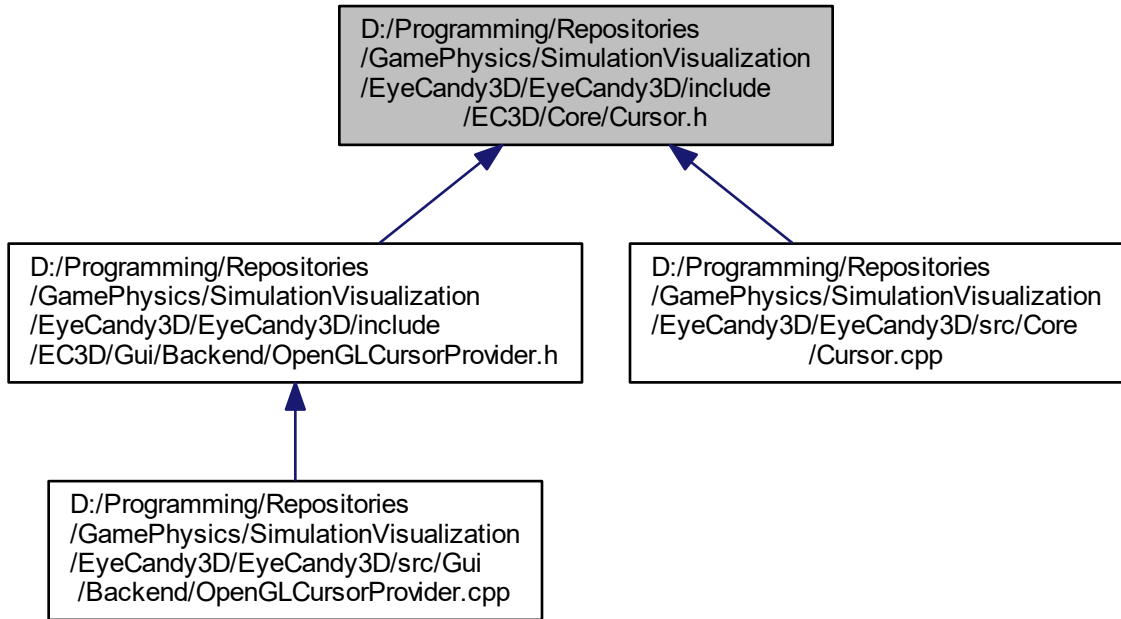 D:/Programming/Repositories
/GamePhysics/SimulationVisualization
/EyeCandy3D/EyeCandy3D/include
/EC3D/Core/Cursor.h
D:/Programming/Repositories
/GamePhysics/SimulationVisualization
/EyeCandy3D/EyeCandy3D/include
/EC3D/Gui/Backend/OpenGLCursorProvider.h
D:/Programming/Repositories
/GamePhysics/SimulationVisualization
/EyeCandy3D/EyeCandy3D/src/Core
/Cursor.cpp
D:/Programming/Repositories
/GamePhysics/SimulationVisualization
/EyeCandy3D/EyeCandy3D/src/Gui
/Backend/OpenGLCursorProvider.cpp